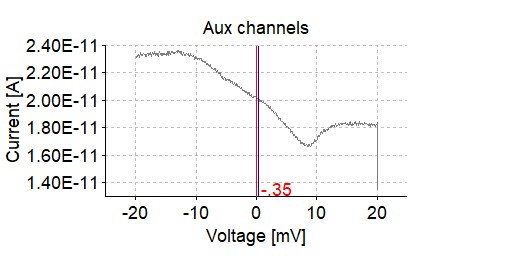 Aux channels
Current [A]
2.40E-11
2.20E-11
2.00E-11
1.80E-11
1.60E-11
1.40E-11
-.35
-20 -10 0 10 20
Voltage [mV]